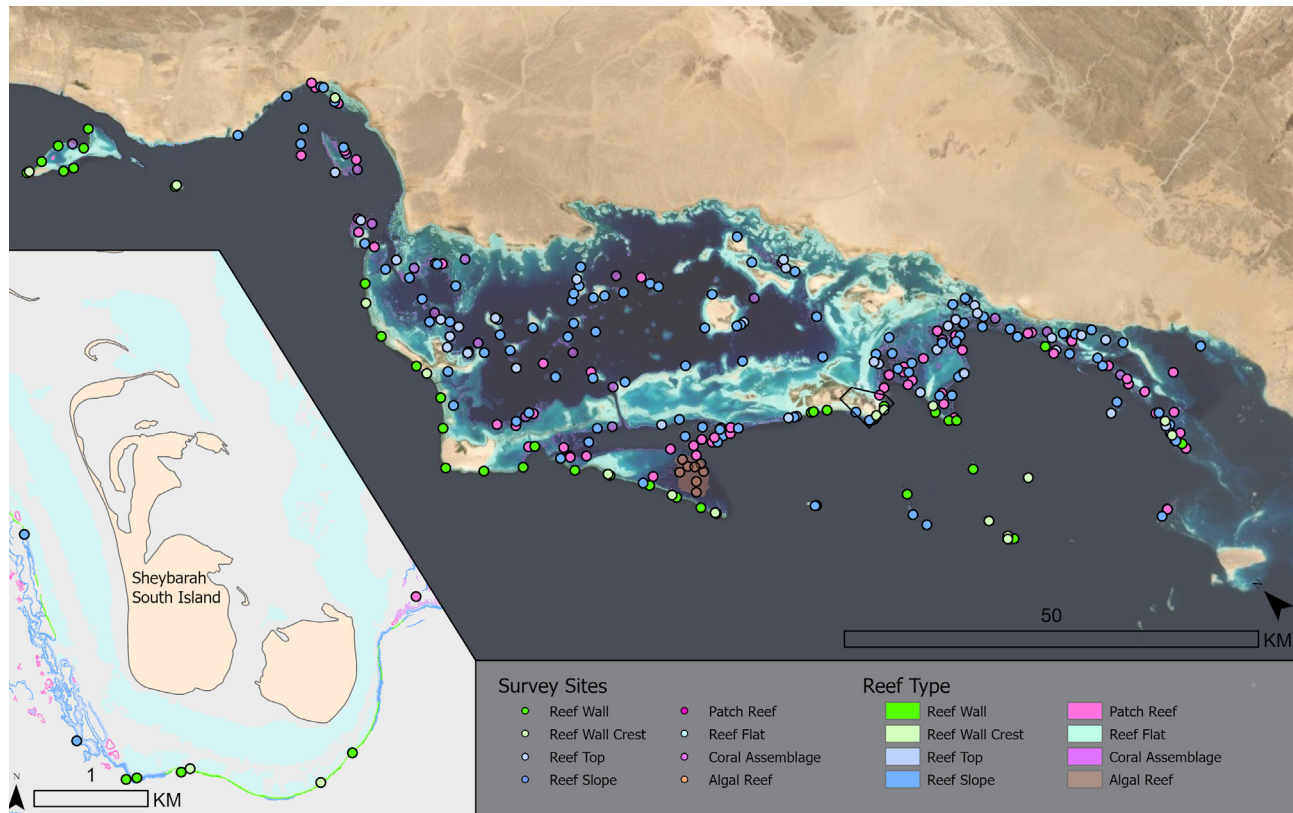 Sheybarah
South Island
N
1
KM
N
50
KM
Survey Sites
Reef Wall
Reef Wall Crest
Reef Top
Reef Slope
Patch Reef
Reef Flat
Coral Assemblage
Algal Reef
Reef Type
Reef Wall
Reef Wall Crest
Reef Top
Reef Slope
Patch Reef
Reef Flat
Coral Assemblage
Algal Reef